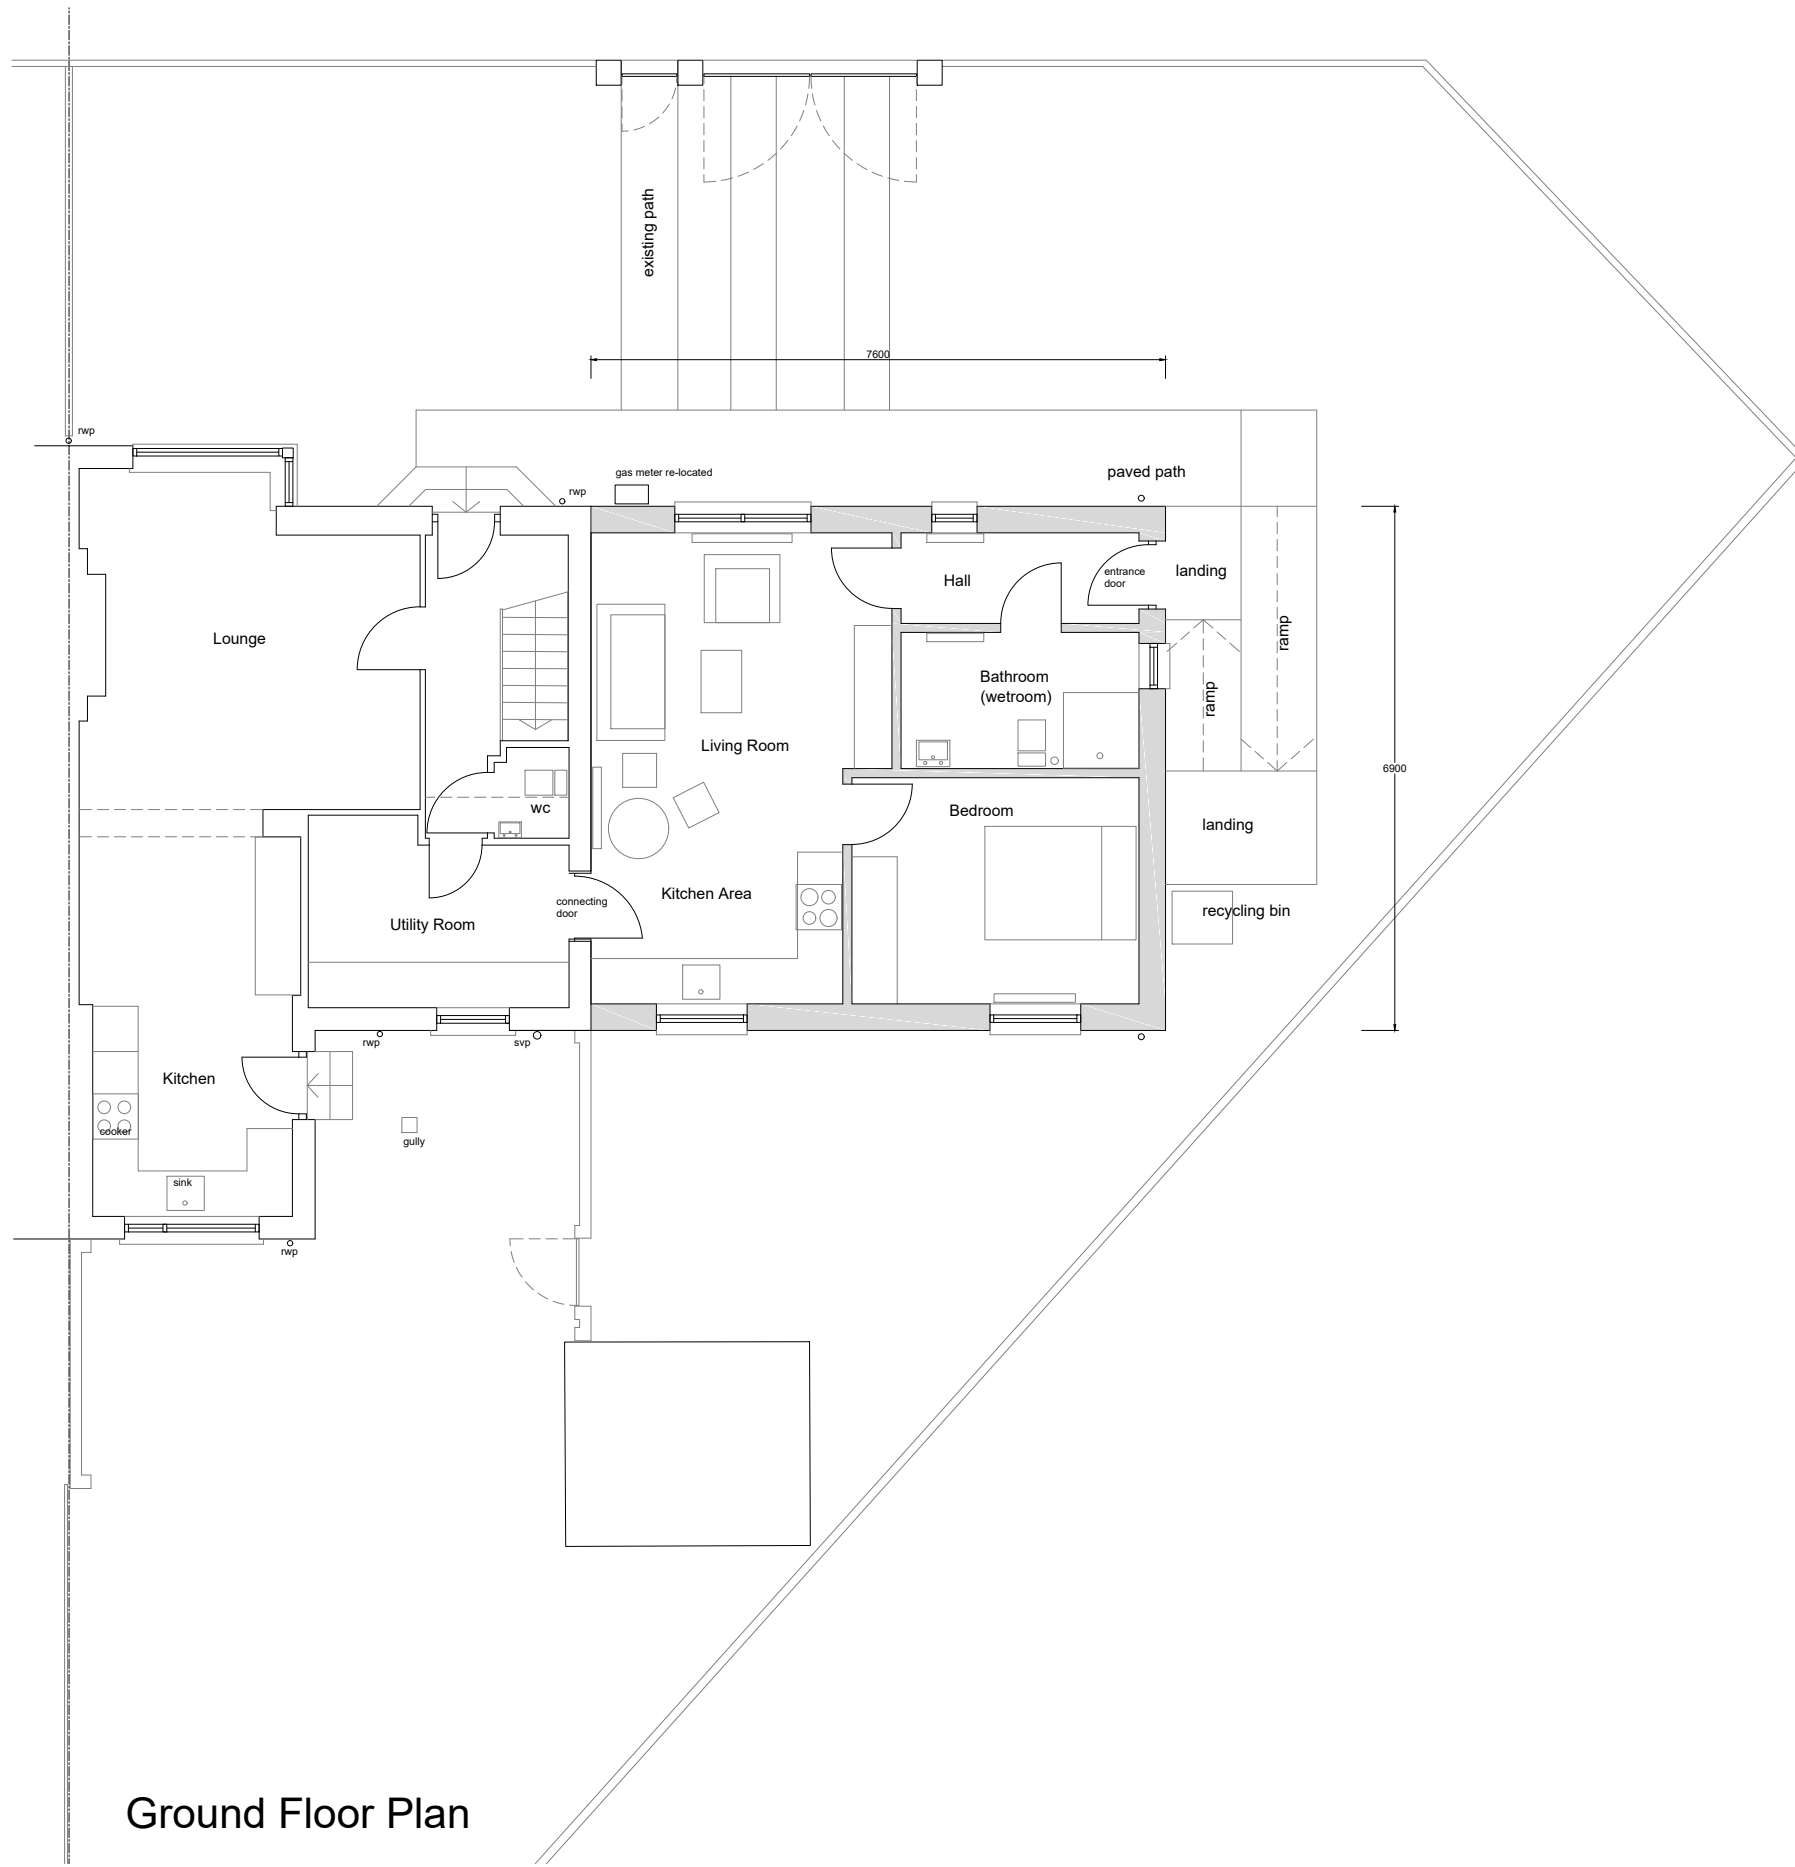 existing path
7600
rwp
gas meter re-located
paved path
rwp
Hall
entrance
door
landing
Lounge
ramp
Bathroom
(wetroom)
ramp
Living Room
6900
WC
Bedroom
landing
Kitchen Area
connecting
door
recycling bin
Utility Room
rwp
svp
Kitchen
cooker
gully
sink
rwp
Ground Floor Plan